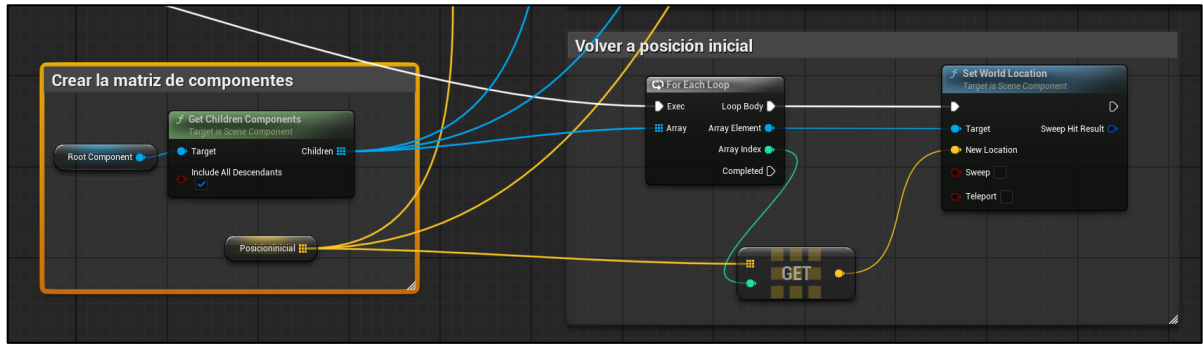 Crear la matriz de componentes
Get Children Components
Target is Scene Component
Root Component
Target
Children
Include All Descendants
Posicioninicial
Volver a posición inicial
For Each Loop
Exec
Loop Body
Array
Array Element
Array Index
Completed
GET
Set World Location
Target is Scene Component
Target
Sweep Hit Result
New Location
Sweep
Teleport